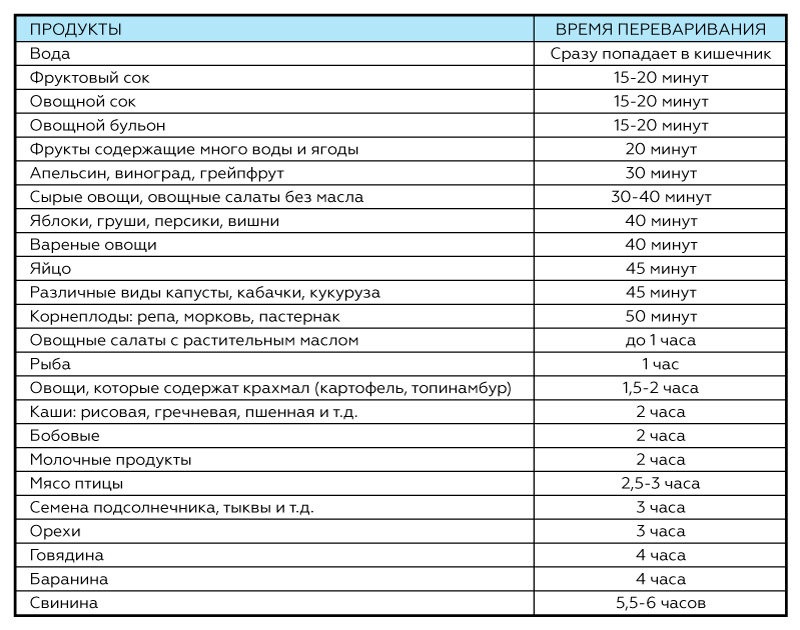 ПРОДУКТЫ ВРЕМЯ ПЕРЕВАРИВАНИЯ
Вода Сразу попадает в кишечник
Фруктовый сок 15-20 минут
Овощной сок 15-20 минут
Овощной бульон 15-20 минут
Фрукты содержащие много воды и ягоды 20 минут
Апельсин, виноград, грейпфрут 30 минут
Сырые овощи, овощные салаты без масла 30-40 минут
Яблоки, груши, персики, вишни 40 минут
Вареные овощи 40 минут
Яйцо 45 минут
Различные виды капусты, кабачки, кукуруза 45 минут
Корнеплоды: репа, морковь, пастернак 50 минут
Овощные салаты с растительным маслом до 1 часа
Рыба 1 час
Овощи, которые содержат крахмал (картофель, топинамбур) 1,5-2 часа
Каши: рисовая, гречневая, пшенная и т.д. 2 часа
Бобовые 2 часа
Молочные продукты 2 часа
Мясо птицы 2,5-3 часа
Семена подсолнечника, тыквы и т.д. 3 часа
Орехи 3 часа
Говядина 4 часа
Баранина 4 часа
Свинина 5,5-6 часов